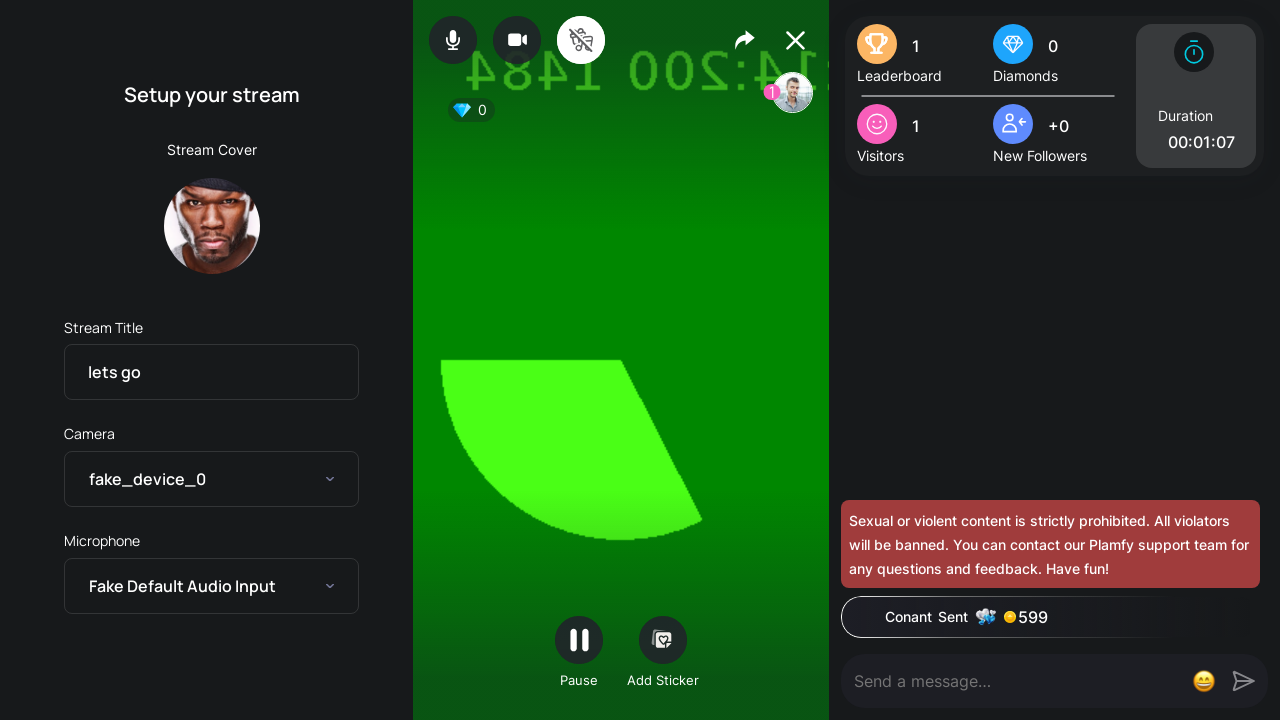 Setup your stream
Stream Cover
Stream Title
lets go
Camera
fake_device_0
Microphone
Fake Default Audio Input
:14:200 1484
1
0
Pause
Add Sticker
1
Leaderboard
0
Diamonds
1
Visitors
+0
New Followers
Duration
00:01:07
Sexual or violent content is strictly prohibited. All violators
will be banned. You can contact our Plamfy support team for
any questions and feedback. Have fun!
Conant Sent 599
Send a message...